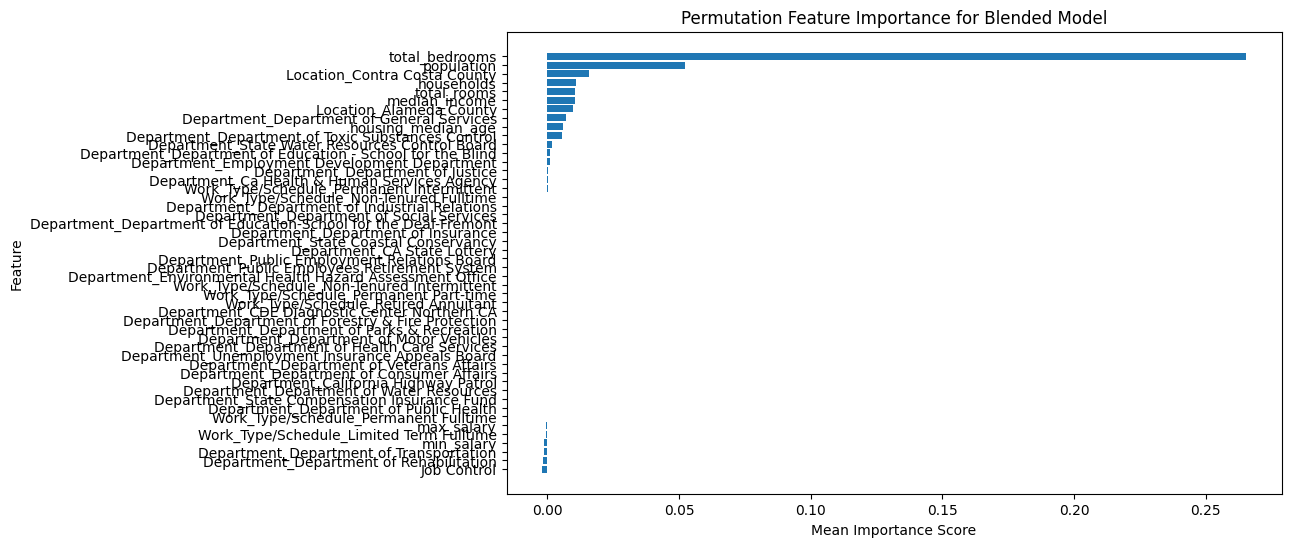 Permutation Feature Importance for Blended Model
total_bedrooms
population
Location_Contra Costa County
households
total_rooms
median_income
Location_Alameda County
Department_Department of General Services
housing_median_age
Department_Department of Toxic Substances Control
Department_State Water Resources Control Board
Department_Department of Education - School for the Blind
Department_Employment Development Department
Department_Department of Justice
Department_Ca Health & Human Services Agency
Work_Type/Schedule_Permanent Intermittent
Work_Type/Schedule_Non-Tenured Fulltime
Department_Department of Industrial Relations
Department_Department of Social Services
Department_Department of Education-School for the Deaf-Fremont
Department_Department of Insurance
Department_State Coastal Conservancy
Department_CA State Lottery
Department_Public Employment Relations Board
Department_Public Employees Retirement System
Department_Environmental Health Hazard Assessment Office
Work_Type/Schedule_Non-Tenured Intermittent
Work_Type/Schedule_Permanent Part-time
Work_Type/Schedule_Retired Annuitant
Department_CDE Diagnostic Center Northern CA
Department_Department of Forestry & Fire Protection
Department_Department of Parks & Recreation
Department_Department of Motor Vehicles
Department_Department of Health Care Services
Department_Unemployment Insurance Appeals Board
Department_Department of Veterans Affairs
Department_Department of Consumer Affairs
Department_California Highway Patrol
Department_Department of Water Resources
Department_State Compensation Insurance Fund
Department_Department of Public Health
Work_Type/Schedule_Permanent Fulltime
max_salary
Work_Type/Schedule_Limited Term Fulltime
min_salary
Department_Department of Transportation
Department_Department of Rehabilitation
Job Control
Feature
0.00 0.05 0.10 0.15 0.20 0.25
Mean Importance Score